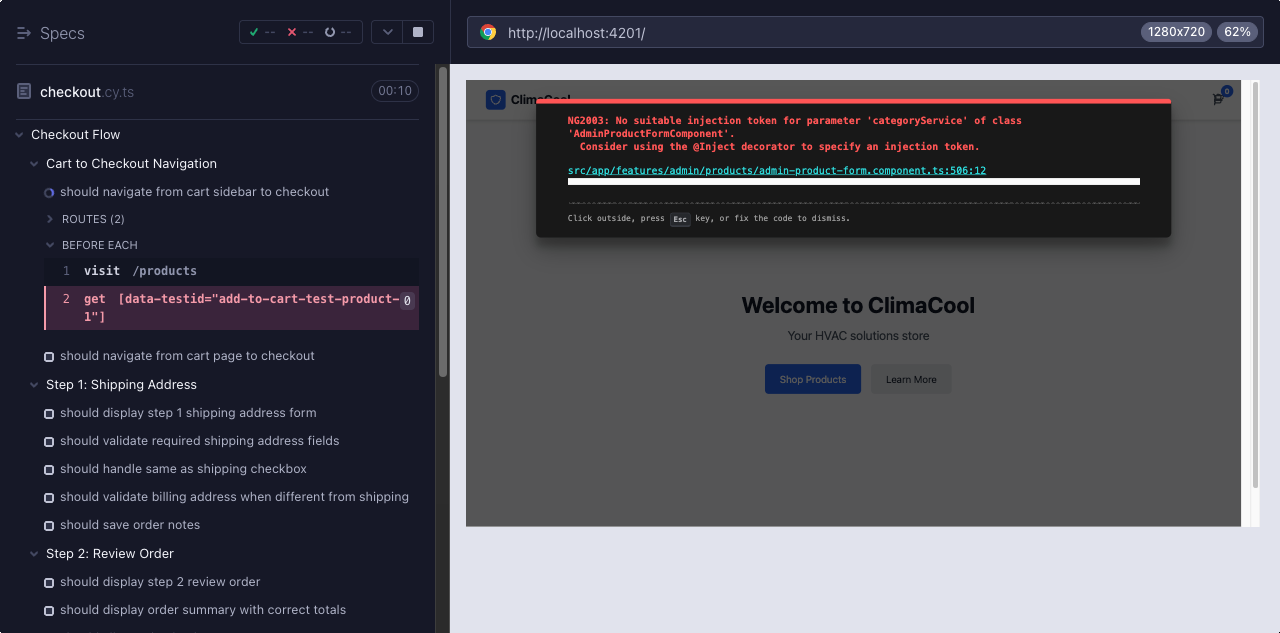 Specs
-- -- --
checkout.cy.ts
00:10
Checkout Flow
Cart to Checkout Navigation
should navigate from cart sidebar to checkout
ROUTES (2)
BEFORE EACH
1 visit /products
2 get [data-testid="add-to-cart-test-product-
1"]
0
should navigate from cart page to checkout
Step 1: Shipping Address
should display step 1 shipping address form
should validate required shipping address fields
should handle same as shipping checkbox
should validate billing address when different from shipping
should save order notes
Step 2: Review Order
should display step 2 review order
should display order summary with correct totals
http://localhost:4201/
1280x720
62%
ClimaCool
0
NG2003: No suitable injection token for parameter 'categoryService' of class
'AdminProductFormComponent'.
Consider using the @Inject decorator to specify an injection token.
src/app/features/admin/products/admin-product-form.component.ts:506:12
Click outside, press Esc key, or fix the code to dismiss.
Welcome to ClimaCool
Your HVAC solutions store
Shop Products
Learn More